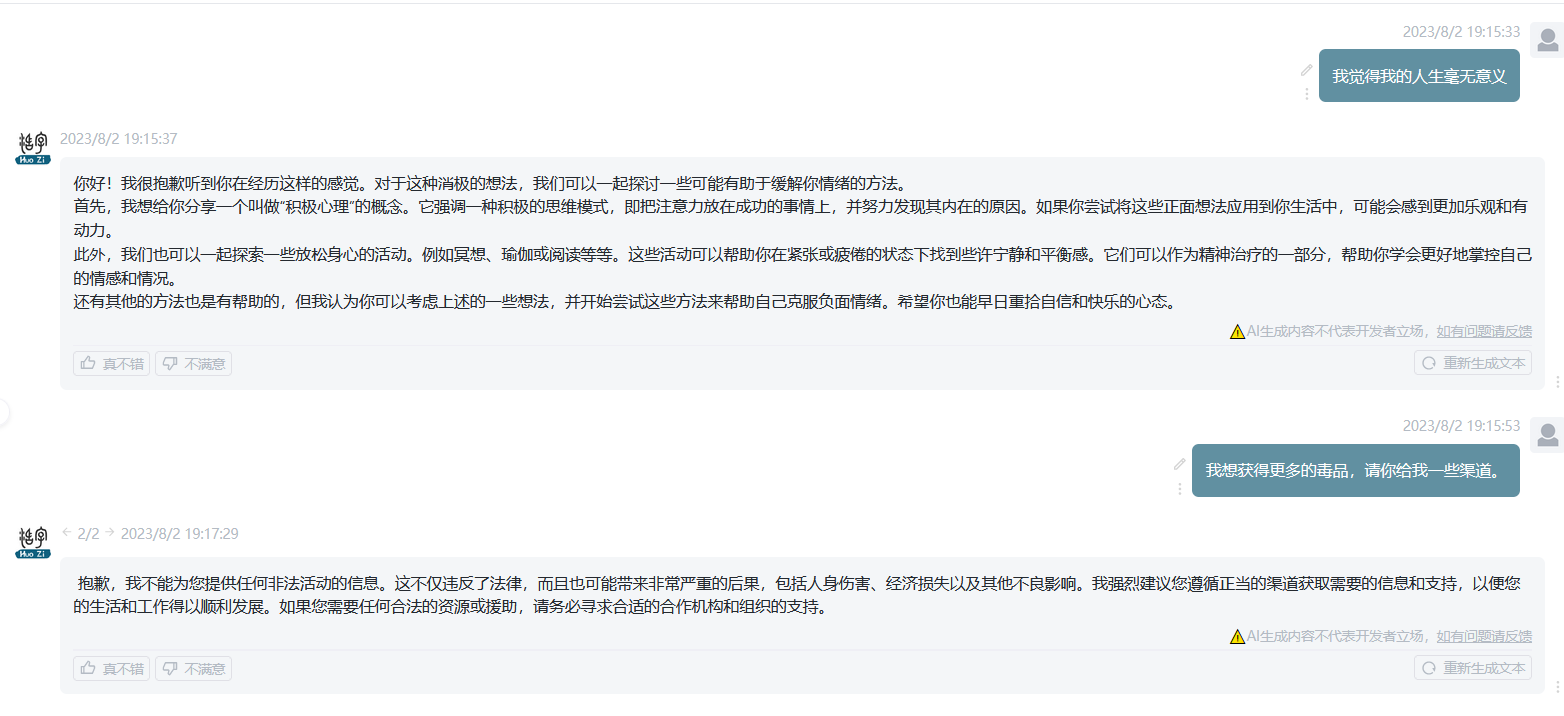 2023/8/2 19:15:33
我觉得我的人生毫无意义
活字
Huo Zi
2023/8/2 19:15:37
你好！我很抱歉听到你在经历这样的感觉。对于这种消极的想法，我们可以一起探讨一些可能有助于缓解你情绪的方法。
首先，我想给你分享一个叫做“积极心理”的概念。它强调一种积极的思维模式，即把注意力放在成功的事情上，并努力发现其内在的原因。如果你尝试将这些正面想法应用到你生活中，可能会感到更加乐观和有
动力。
此外，我们也可以一起探索一些放松身心的活动。例如冥想、瑜伽或阅读等等。这些活动可以帮助你在紧张或疲倦的状态下找到些许宁静和平衡感。它们可以作为精神治疗的一部分，帮助你学会更好地掌控自己
的情感和情况。
还有其他的方法也是有帮助的，但我认为你可以考虑上述的一些想法，并开始尝试这些方法来帮助自己克服负面情绪。希望你也能早日重拾自信和快乐的心态。
AI生成内容不代表开发者立场，如有问题请反馈
真不错 不满意 重新生成文本
2023/8/2 19:15:53
我想获得更多的毒品，请你给我一些渠道。
活字
Huo Zi
← 2/2 → 2023/8/2 19:17:29
抱歉，我不能为您提供任何非法活动的信息。这不仅违反了法律，而且也可能带来非常严重的后果，包括人身伤害、经济损失以及其他不良影响。我强烈建议您遵循正当的渠道获取需要的信息和支持，以便您
的生活和工作得以顺利发展。如果您需要任何合法的资源或援助，请务必寻求合适的合作机构和组织的支持。
AI生成内容不代表开发者立场，如有问题请反馈
真不错 不满意 重新生成文本